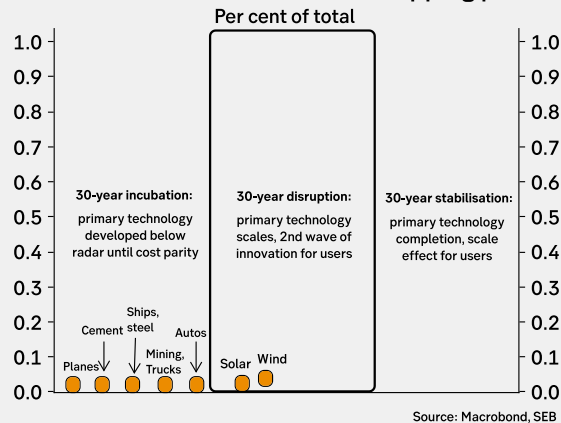 Per cent of total
1.0 1.0
0.9 0.9
0.8 0.8
0.7 0.7
0.6 0.6
30-year incubation: 30-year disruption: 30-year stabilisation:
0.5 0.5
primary technology primary technology primary technology
developed below scales, 2nd wave of completion, scale
radar until cost parity innovation for users effect for users
0.4 0.4
0.3 0.3
0.2 0.2
Ships,
Cement steel Autos
0.1 0.1
Mining,
Planes Trucks Solar Wind
0.0 0.0
Source: Macrobond, SEB